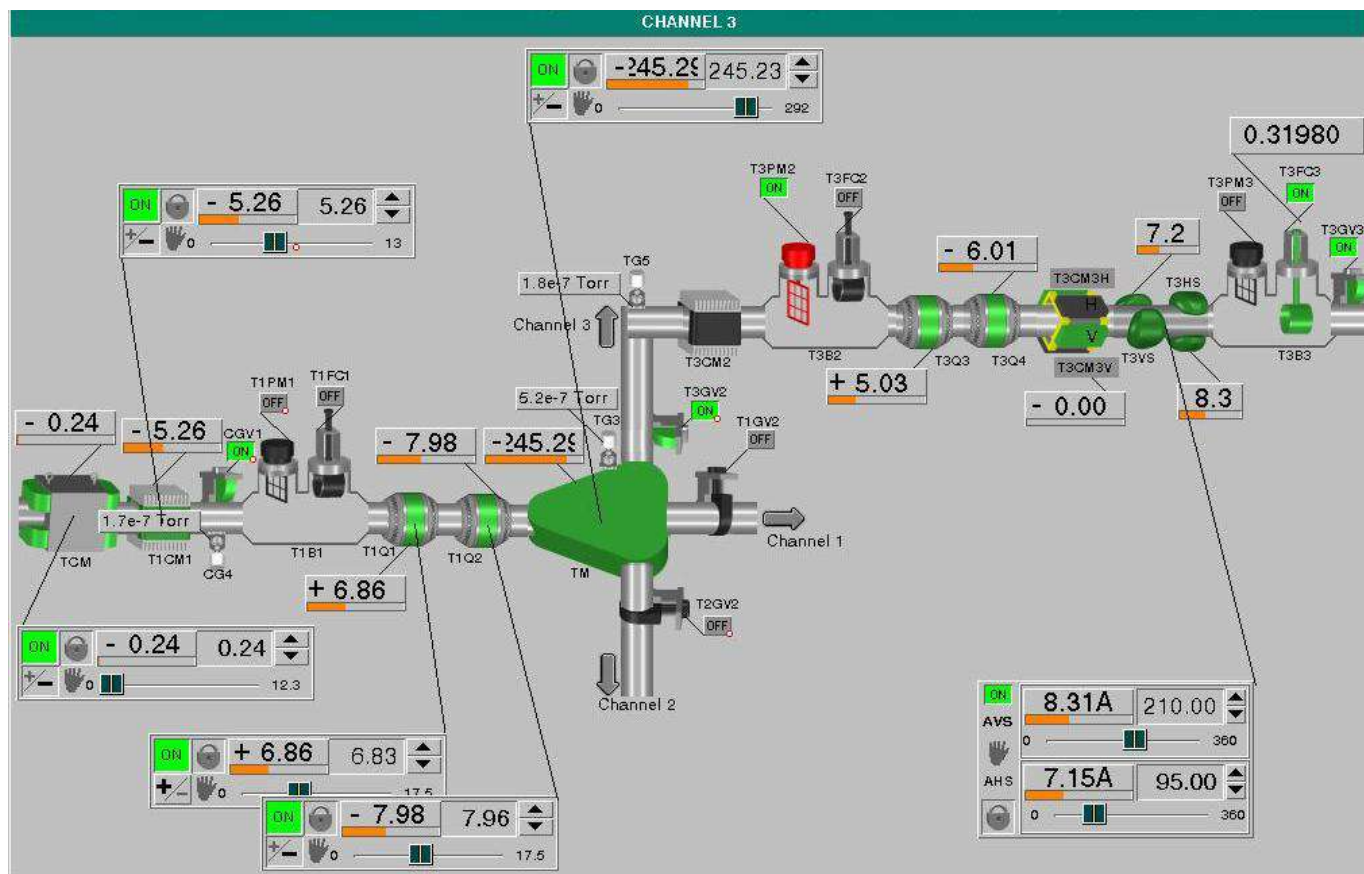 CHANNEL 3
ON
-245.29
245.23
0
292
0.31980
T3PM2
ON
T3FC2
OFF
T3PM3
OFF
T3FC3
ON
T3GV3
ON
ON
- 5.26
5.26
0
13
TG5
1.8e-7 Torr
Channel 3
- 6.01
T3CM3H
7.2
T3HS
H
V
T3CM2
T3B2
T3Q3
T3Q4
T3CM3V
T3VS
T3B3
+ 5.03
- 0.00
8.3
T1PM1
OFF
T1FC1
OFF
5.2e-7 Torr
TG3
T3GV2
ON
T1GV2
OFF
- 0.24
- 5.26
CGV1
ON
- 7.98
-245.29
1.7e-7 Torr
TCM
T1CM1
CG4
T1B1
T1Q1
T1Q2
TM
Channel 1
+ 6.86
T2GV2
OFF
Channel 2
ON
- 0.24
0.24
0
12.3
ON
+ 6.86
6.83
0
17.5
ON
- 7.98
7.96
0
17.5
ON
8.31A
210.00
AVS
0
360
AHS
7.15A
95.00
0
360